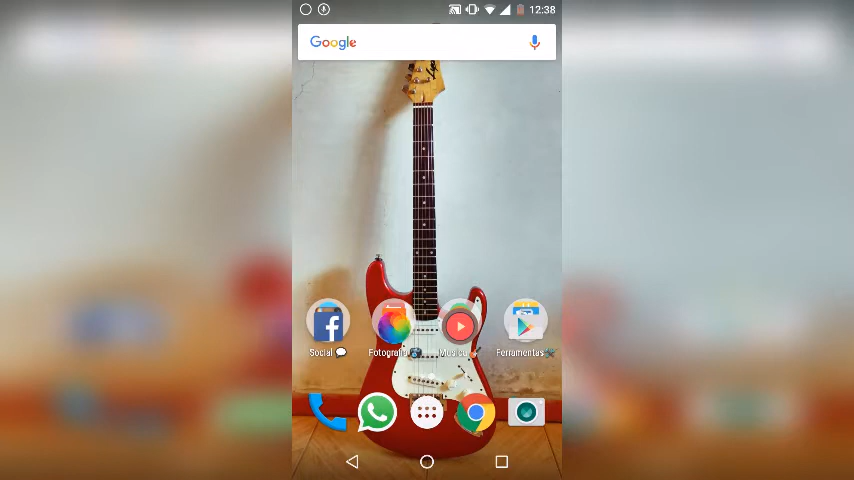 12:38
Google
Social 💬
Fotografia 📷
Música 🎸
Ferramentas 🛠